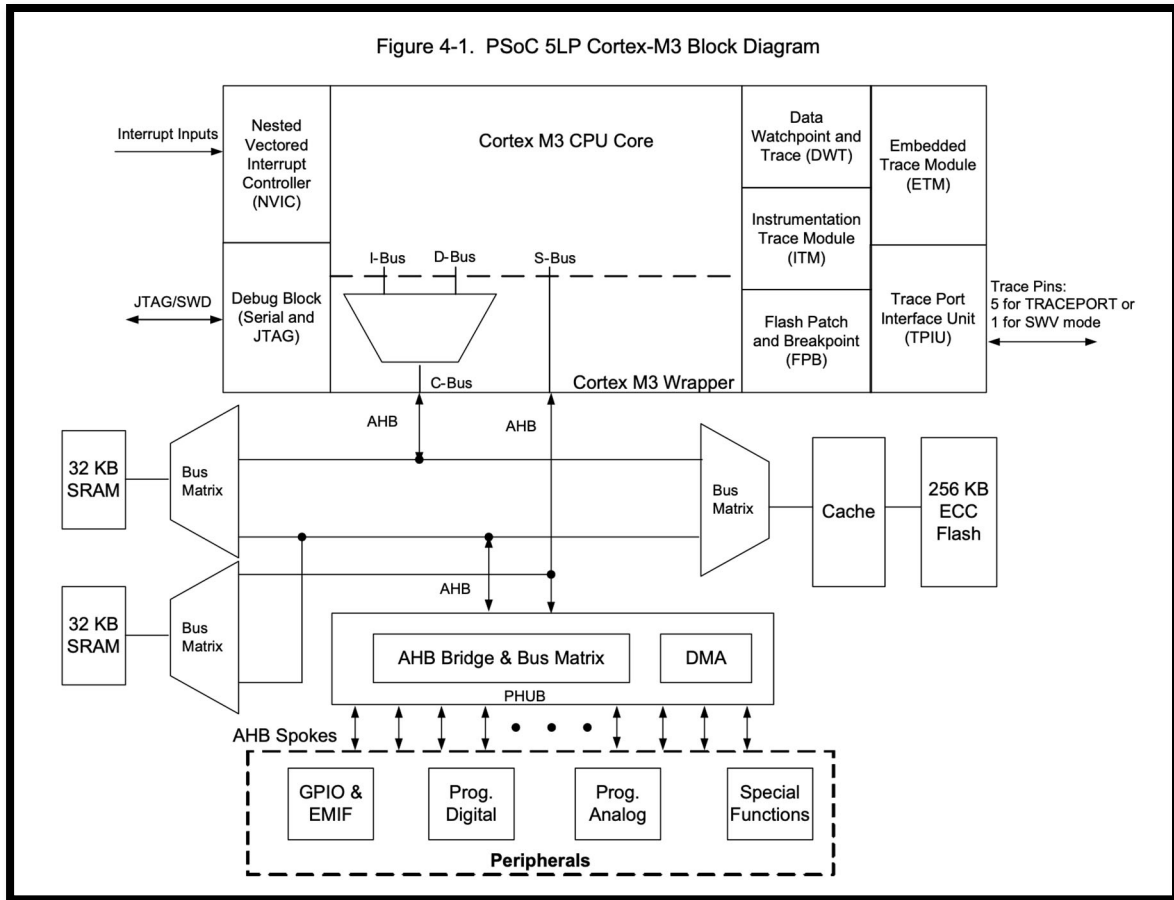 Figure 4-1. PSoC 5LP Cortex-M3 Block Diagram
Interrupt Inputs
Nested
Vectored
Interrupt
Controller
(NVIC)
Cortex M3 CPU Core
Data
Watchpoint and
Trace (DWT)
Embedded
Trace Module
(ETM)
Instrumentation
Trace Module
(ITM)
I-Bus
D-Bus
S-Bus
JTAG/SWD
Debug Block
(Serial and
JTAG)
Flash Patch
and Breakpoint
(FPB)
Trace Port
Interface Unit
(TPIU)
Trace Pins:
5 for TRACEPORT or
1 for SWV mode
C-Bus
Cortex M3 Wrapper
AHB
AHB
32 KB
SRAM
Bus
Matrix
Bus
Matrix
Cache
256 KB
ECC
Flash
AHB
32 KB
SRAM
Bus
Matrix
AHB Bridge & Bus Matrix
DMA
PHUB
AHB Spokes
GPIO &
EMIF
Prog.
Digital
Prog.
Analog
Special
Functions
Peripherals